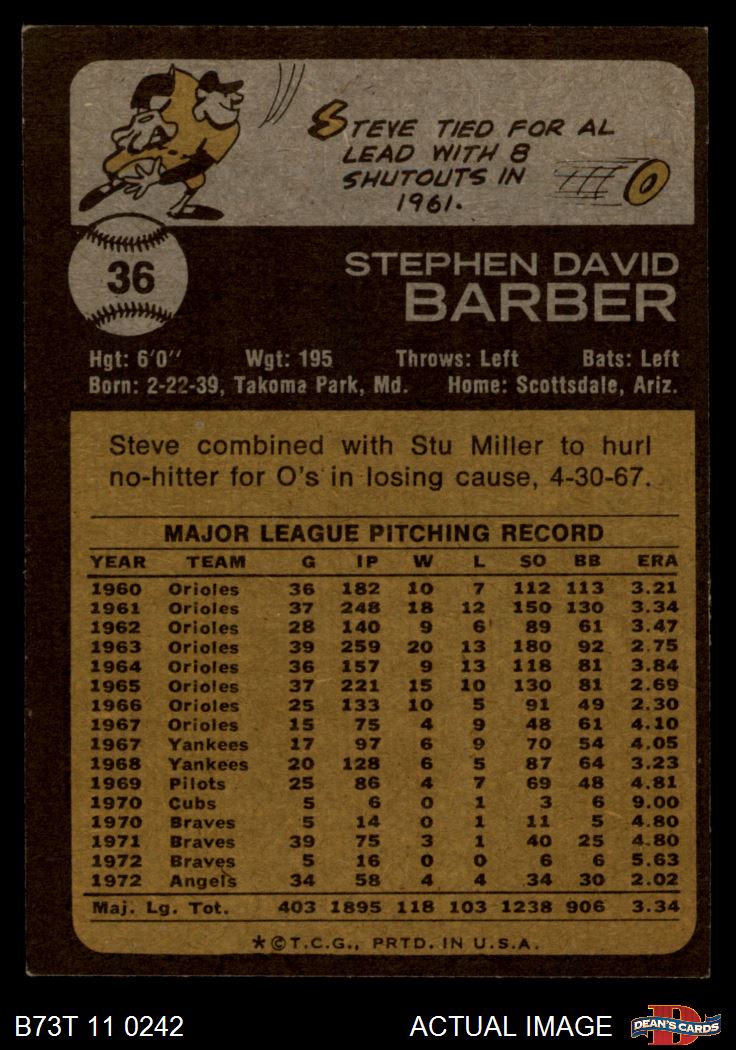 STEVE TIED FOR AL
LEAD WITH 8
SHUTOUTS IN
1961.
36
STEPHEN DAVID
BARBER
Hgt: 6'0" Wgt: 195 Throws: Left Bats: Left
Born: 2-22-39, Takoma Park, Md. Home: Scottsdale, Ariz.
Steve combined with Stu Miller to hurl
no-hitter for O's in losing cause, 4-30-67.
MAJOR LEAGUE PITCHING RECORD
YEAR TEAM G IP W L SO BB ERA
1960 Orioles 36 182 10 7 112 113 3.21
1961 Orioles 37 248 18 12 150 130 3.34
1962 Orioles 28 140 9 6 89 61 3.47
1963 Orioles 39 259 20 13 180 92 2.75
1964 Orioles 36 157 9 13 118 81 3.84
1965 Orioles 37 221 15 10 130 81 2.69
1966 Orioles 25 133 10 5 91 49 2.30
1967 Orioles 15 75 4 9 48 61 4.10
1967 Yankees 17 97 6 9 70 54 4.05
1968 Yankees 20 128 6 5 87 64 3.23
1969 Pilots 25 86 4 7 69 48 4.81
1970 Cubs 5 6 0 1 3 6 9.00
1970 Braves 5 14 0 1 11 5 4.80
1971 Braves 39 75 3 1 40 25 4.80
1972 Braves 5 16 0 0 6 6 5.63
1972 Angels 34 58 4 4 34 30 2.02
Maj. Lg. Tot. 403 1895 118 103 1238 906 3.34
*©T.C.G., PRTD. IN U.S.A.
B73T 11 0242 ACTUAL IMAGE DEAN'S CARDS